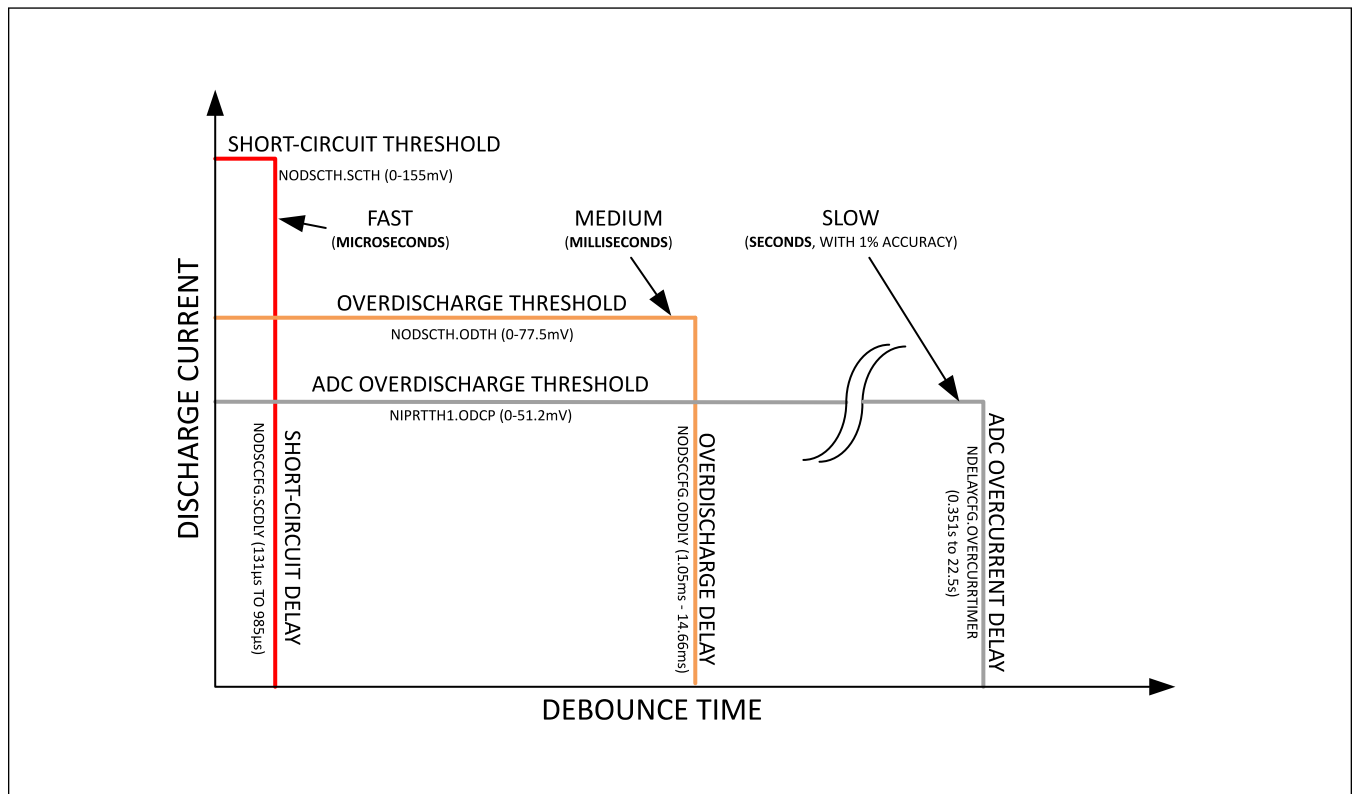 SHORT-CIRCUIT THRESHOLD
NODSCTH.SCTH (0-155mV)
FAST
(MICROSECONDS)
MEDIUM
(MILLISECONDS)
SLOW
(SECONDS, WITH 1% ACCURACY)
OVERDISCHARGE THRESHOLD
NODSCTH.ODTH (0-77.5mV)
ADC OVERDISCHARGE THRESHOLD
NIPRTTH1.ODCP (0-51.2mV)
DISCHARGE CURRENT
NODSCCFG.SCDLY (131µs TO 985µs)
SHORT-CIRCUIT DELAY
NODSCCFG.ODDLY (1.05ms - 14.66ms)
OVERDISCHARGE DELAY
NDELAYCFG.OVERCURRTIMER
(0.351s to 22.5s)
ADC OVERCURRENT DELAY
DEBOUNCE TIME